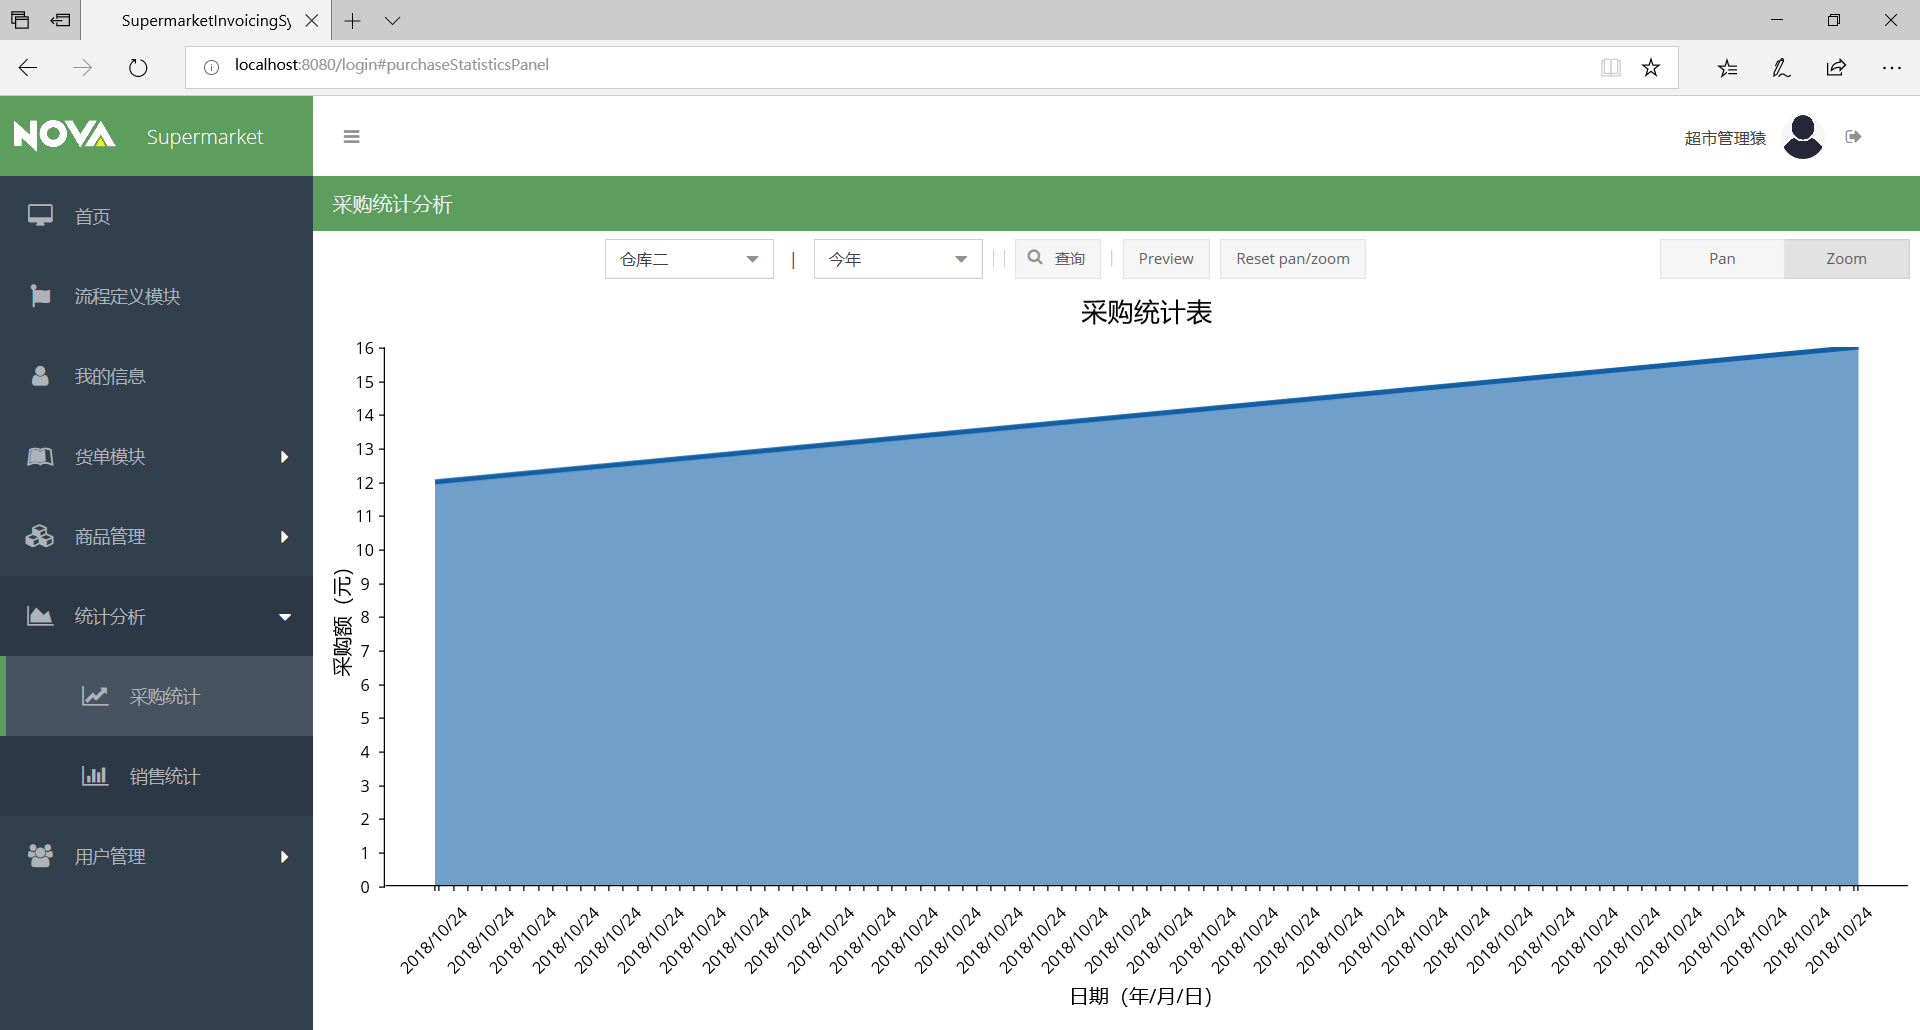 SupermarketInvoicingSy
localhost:8080/login#purchaseStatisticsPanel
NOVA Supermarket
超市管理猿
首页
流程定义模块
我的信息
货单模块
商品管理
统计分析
采购统计
销售统计
用户管理
采购统计分析
仓库二 | 今年 查询 Preview Reset pan/zoom Pan Zoom
采购统计表
采购额（元）
16
15
14
13
12
11
10
9
8
7
6
5
4
3
2
1
0
2018/10/24 2018/10/24 2018/10/24 2018/10/24 2018/10/24 2018/10/24 2018/10/24 2018/10/24 2018/10/24 2018/10/24 2018/10/24 2018/10/24 2018/10/24 2018/10/24 2018/10/24 2018/10/24 2018/10/24 2018/10/24 2018/10/24 2018/10/24 2018/10/24 2018/10/24 2018/10/24 2018/10/24 2018/10/24 2018/10/24 2018/10/24 2018/10/24 2018/10/24 2018/10/24 2018/10/24 2018/10/24 2018/10/24 2018/10/24
日期（年/月/日）